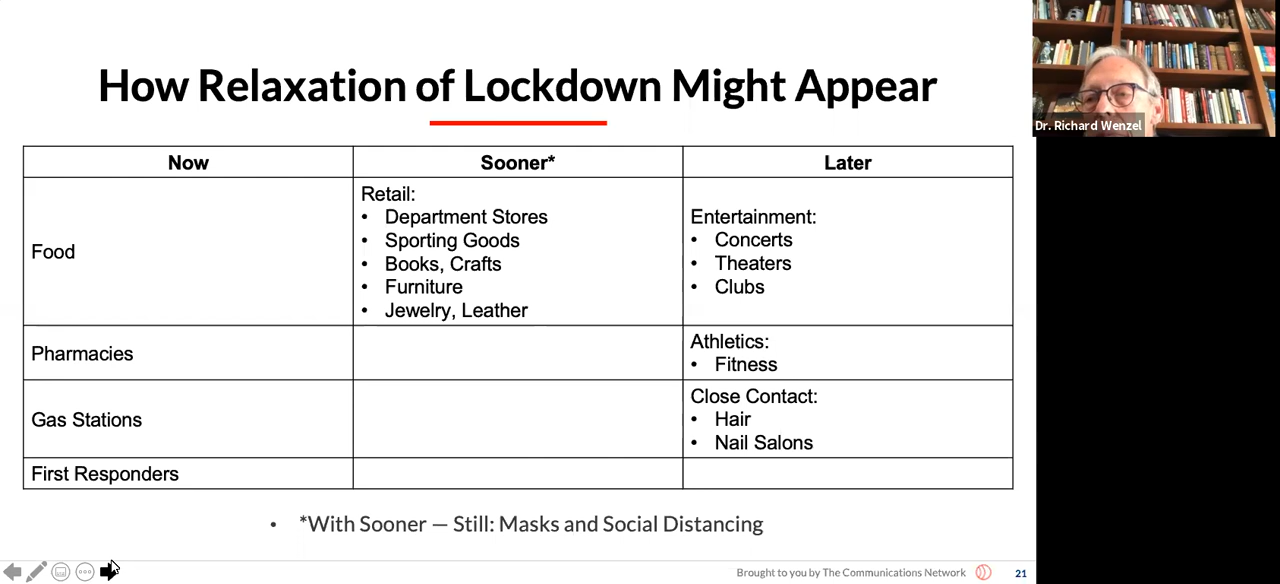 How Relaxation of Lockdown Might Appear
Dr. Richard Wenzel
Now Sooner* Later
Food
Retail:
• Department Stores
• Sporting Goods
• Books, Crafts
• Furniture
• Jewelry, Leather
Entertainment:
• Concerts
• Theaters
• Clubs
Pharmacies
Athletics:
• Fitness
Gas Stations
Close Contact:
• Hair
• Nail Salons
First Responders
• *With Sooner — Still: Masks and Social Distancing
Brought to you by The Communications Network 21